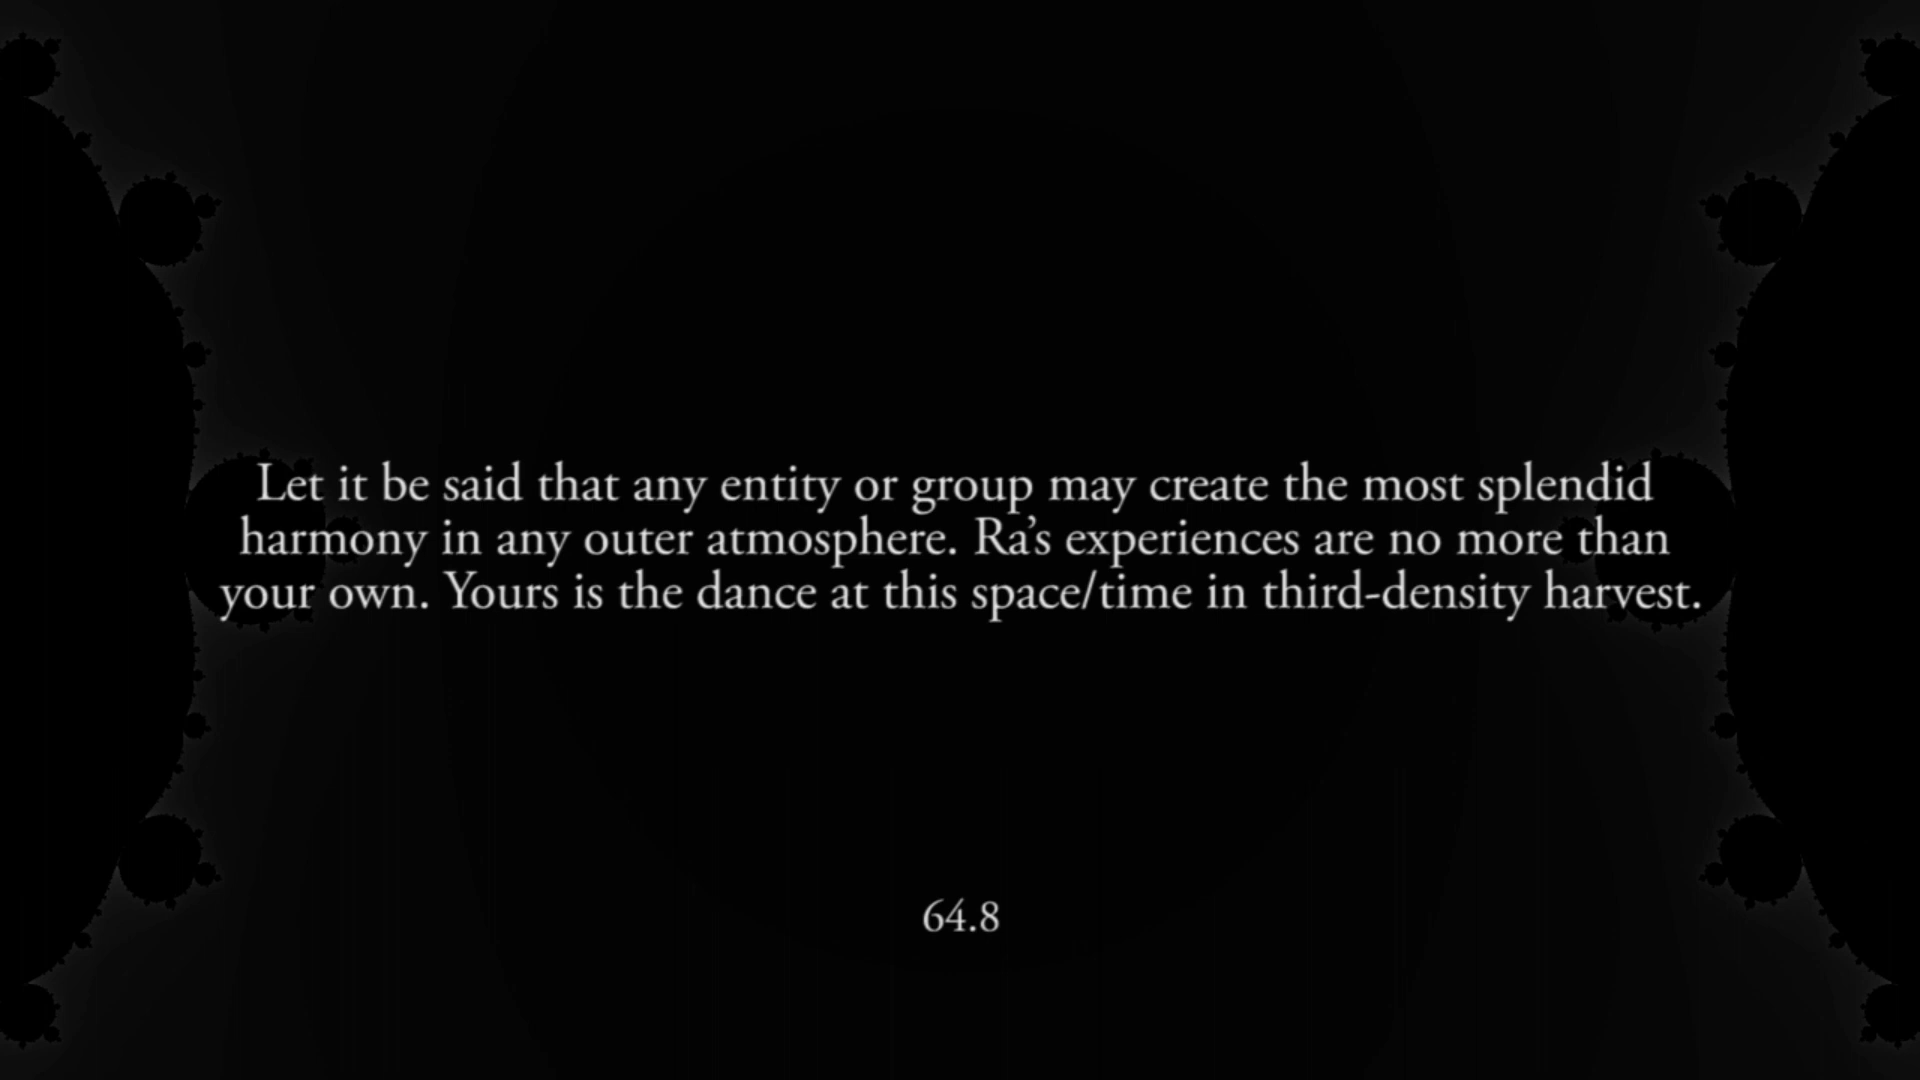 Let it be said that any entity or group may create the most splendid
harmony in any outer atmosphere. Ra’s experiences are no more than
your own. Yours is the dance at this space/time in third-density harvest.
64.8